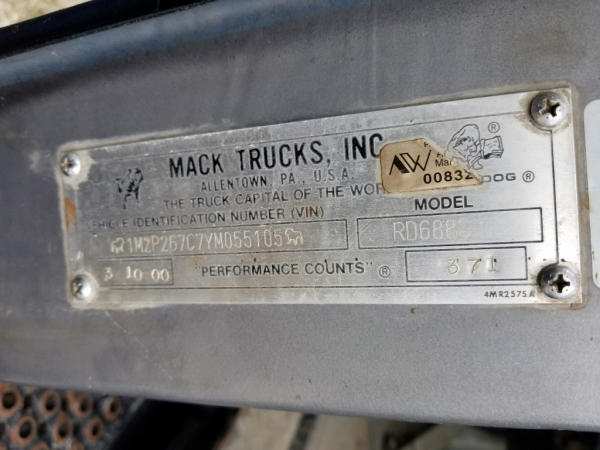 MACK TRUCKS, INC
ALLENTOWN, PA., U.S.A.
THE TRUCK CAPITAL OF THE WOR
00832 DOG ®
VEHICLE IDENTIFICATION NUMBER (VIN)
MODEL
1M2P267C7YM055105
RD688
3 10 00
"PERFORMANCE COUNTS" ®
371
4MR2575A